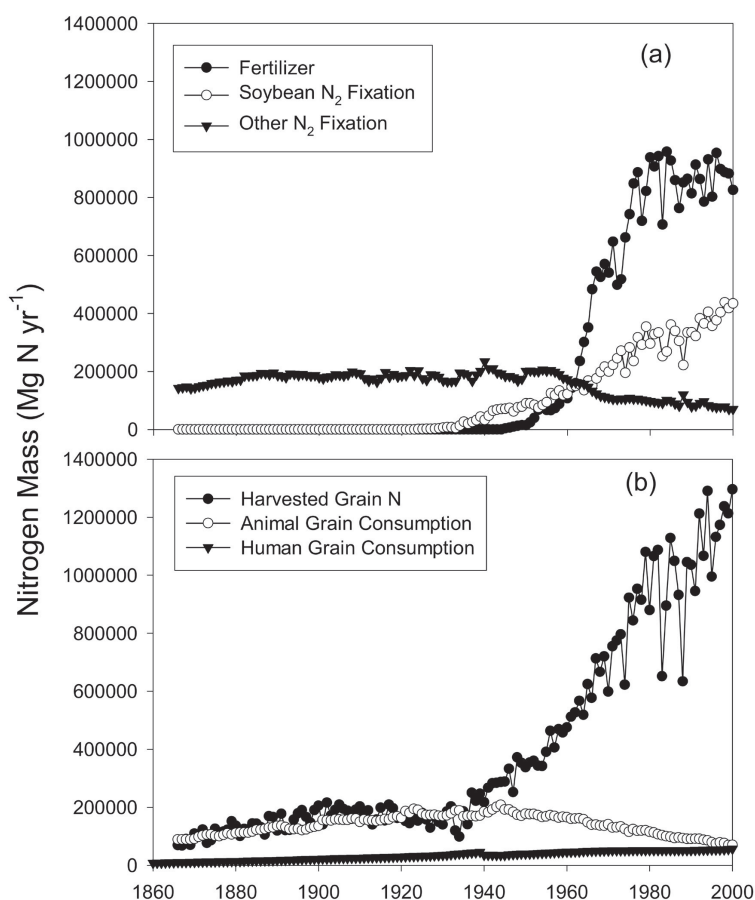 Nitrogen Mass (Mg N yr⁻¹)
1400000
1200000
1000000
800000
600000
400000
200000
0
(a)
Fertilizer
Soybean N₂ Fixation
Other N₂ Fixation
1400000
1200000
1000000
800000
600000
400000
200000
0
(b)
Harvested Grain N
Animal Grain Consumption
Human Grain Consumption
1860 1880 1900 1920 1940 1960 1980 2000